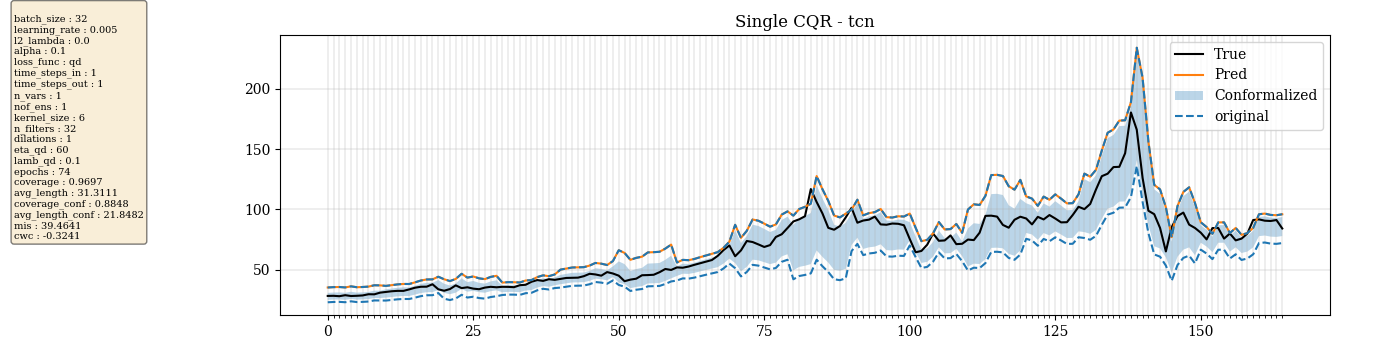 batch_size : 32
learning_rate : 0.005
l2_lambda : 0.0
alpha : 0.1
loss_func : qd
time_steps_in : 1
time_steps_out : 1
n_vars : 1
nof_ens : 1
kernel_size : 6
n_filters : 32
dilations : 1
eta_qd : 60
lamb_qd : 0.1
epochs : 74
coverage : 0.9697
avg_length : 31.3111
coverage_conf : 0.8848
avg_length_conf : 21.8482
mis : 39.4641
cwc : -0.3241
Single CQR - tcn
True
Pred
Conformalized
original
200
150
100
50
0 25 50 75 100 125 150